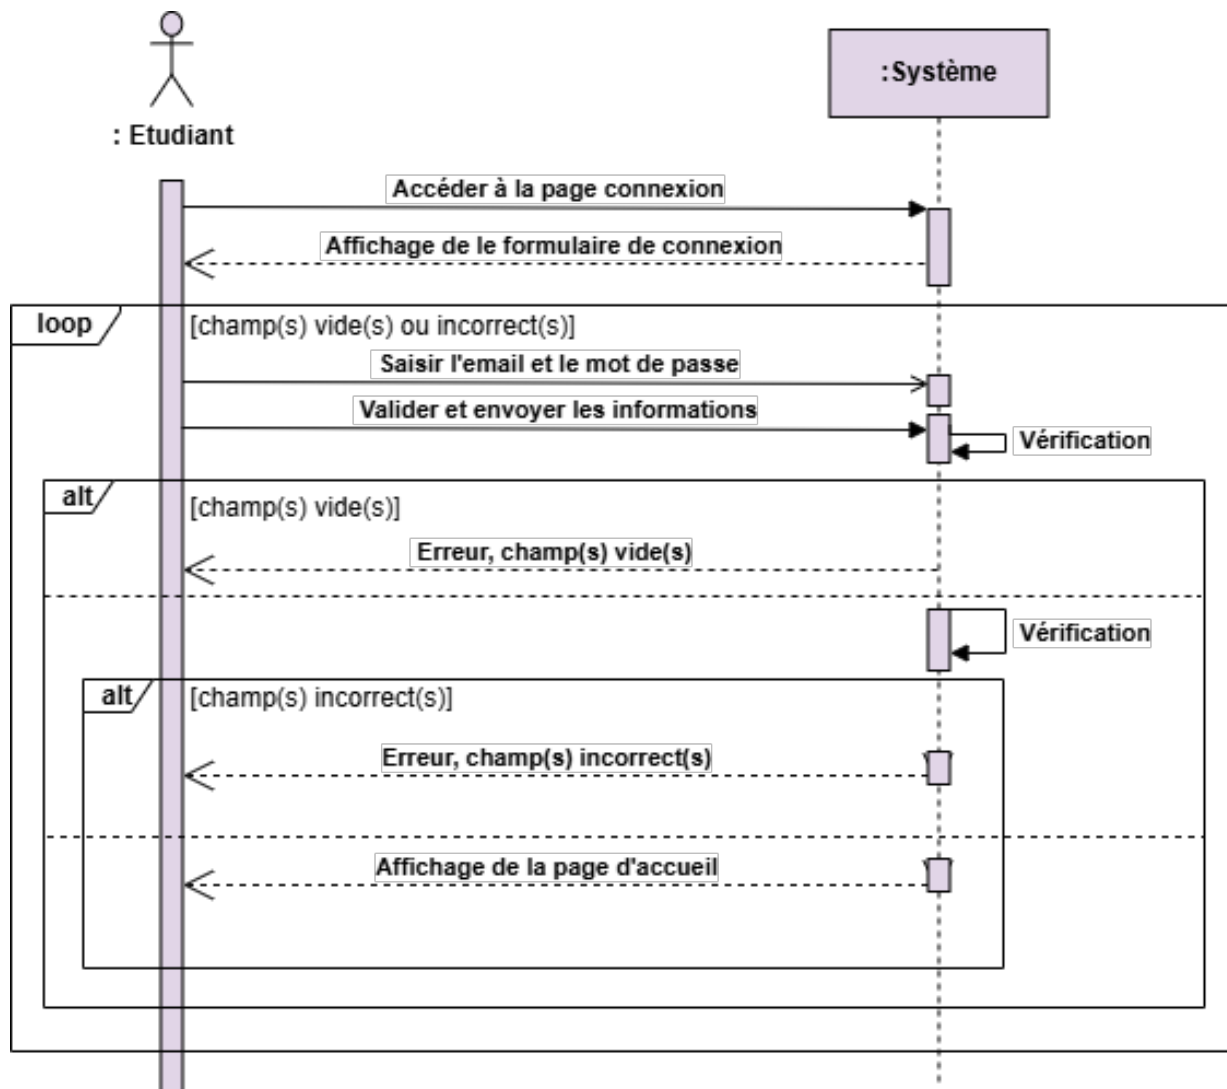 :Système
: Etudiant
Accéder à la page connexion
Affichage de le formulaire de connexion
loop
[champ(s) vide(s) ou incorrect(s)]
Saisir l'email et le mot de passe
Valider et envoyer les informations
Vérification
alt
[champ(s) vide(s)]
Erreur, champ(s) vide(s)
Vérification
alt
[champ(s) incorrect(s)]
Erreur, champ(s) incorrect(s)
Affichage de la page d'accueil